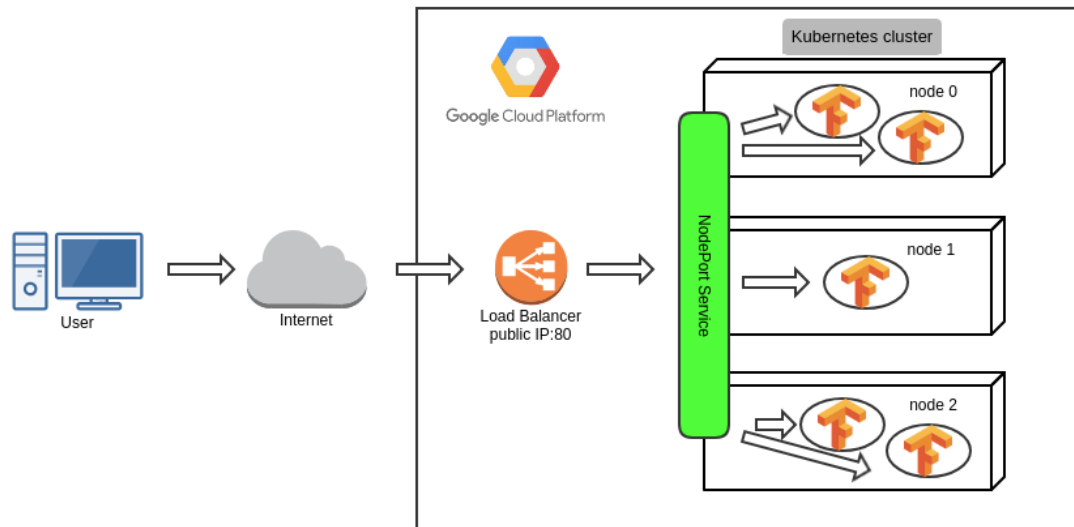 Kubernetes cluster
node 0
Google Cloud Platform
NodePort Service
node 1
User
Internet
Load Balancer
public IP:80
node 2